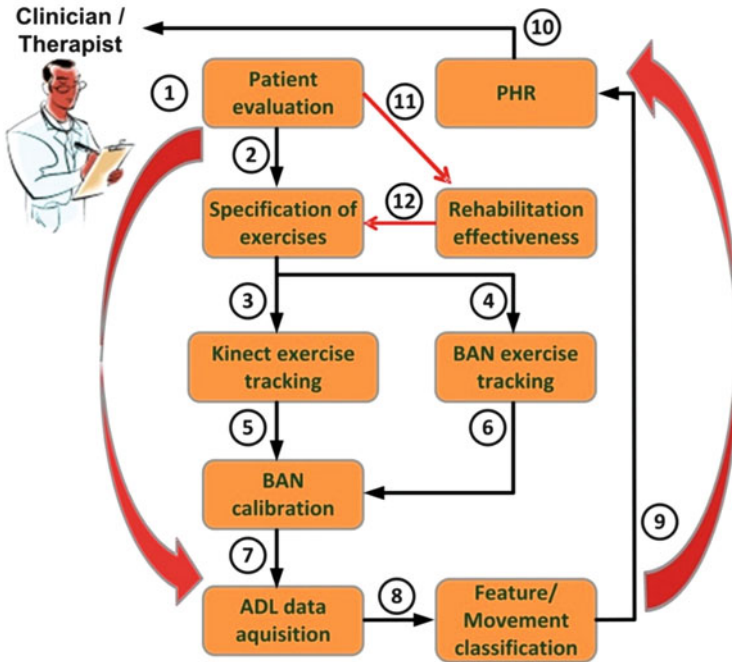 Clinician /
Therapist
10
1
Patient
evaluation
11
PHR
2
Specification of
exercises
12
Rehabilitation
effectiveness
3
4
Kinect exercise
tracking
BAN exercise
tracking
5
6
BAN
calibration
7
9
ADL data
aquisition
8
Feature/
Movement
classification